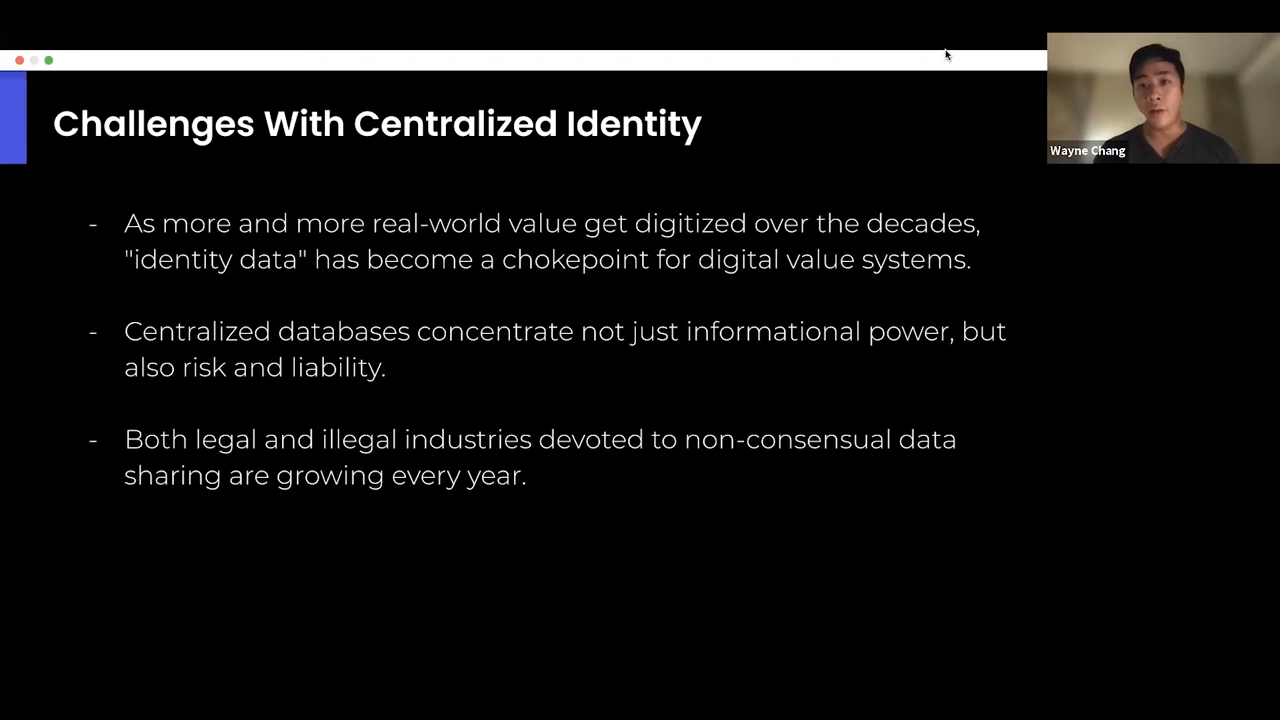 Challenges With Centralized Identity
Wayne Chang
- As more and more real-world value get digitized over the decades,
"identity data" has become a chokepoint for digital value systems.
- Centralized databases concentrate not just informational power, but
also risk and liability.
- Both legal and illegal industries devoted to non-consensual data
sharing are growing every year.